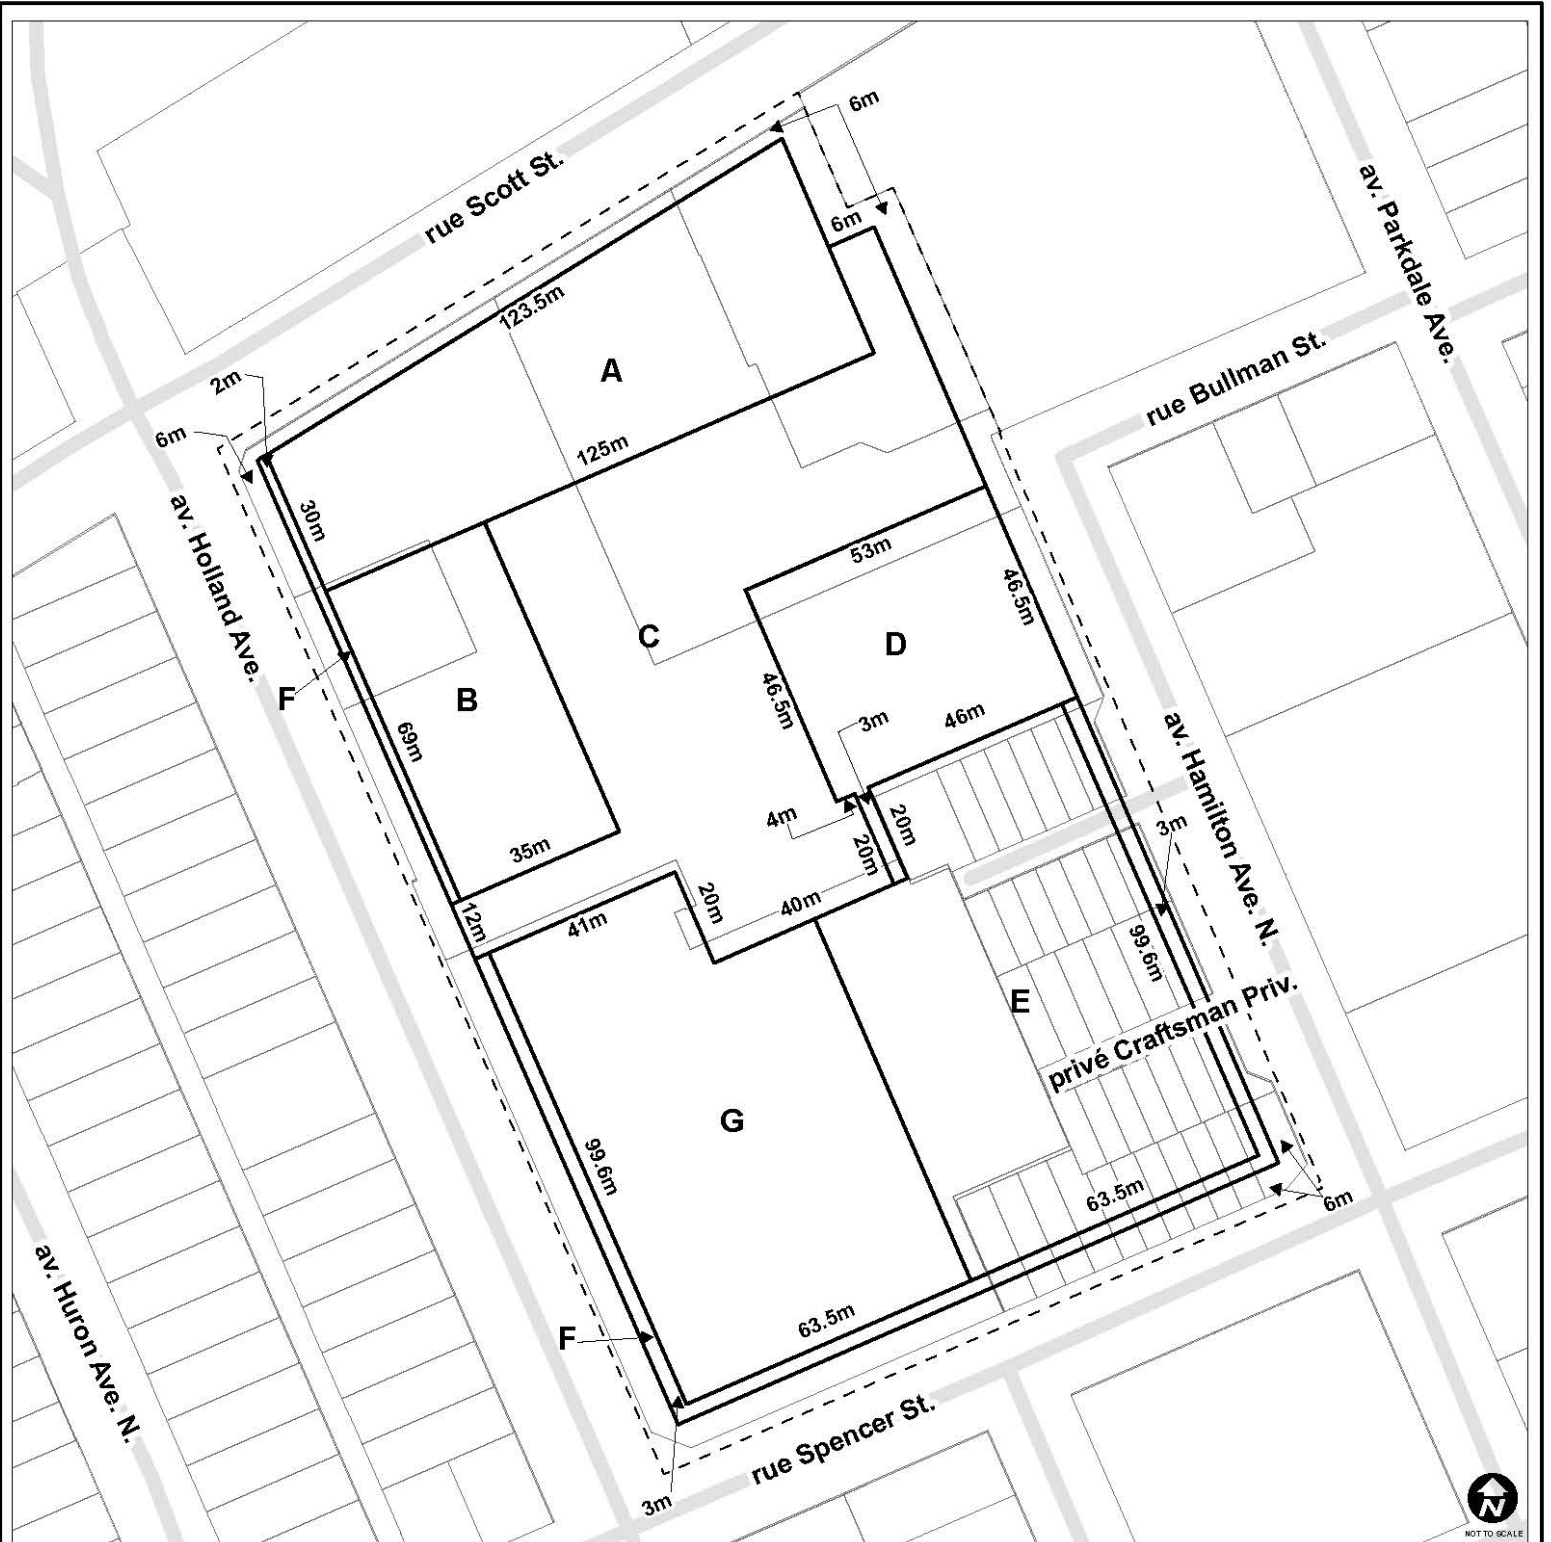 6m
rue Scott St.
6m
av. Parkdale Ave.
123.5m
2m
A
rue Bullman St.
6m
125m
30m
av. Holland Ave.
53m
46.5m
C
D
F
B
46.5m
69m
3m
46m
av. Hamilton Ave. N.
4m
20m
3m
35m
20m
12m
20m
40m
41m
99.6m
E
privé Craftsman Priv.
G
99.6m
63.5m
6m
av. Huron Ave. N.
F
63.5m
rue Spencer St.
3m
N
NOT TO SCALE